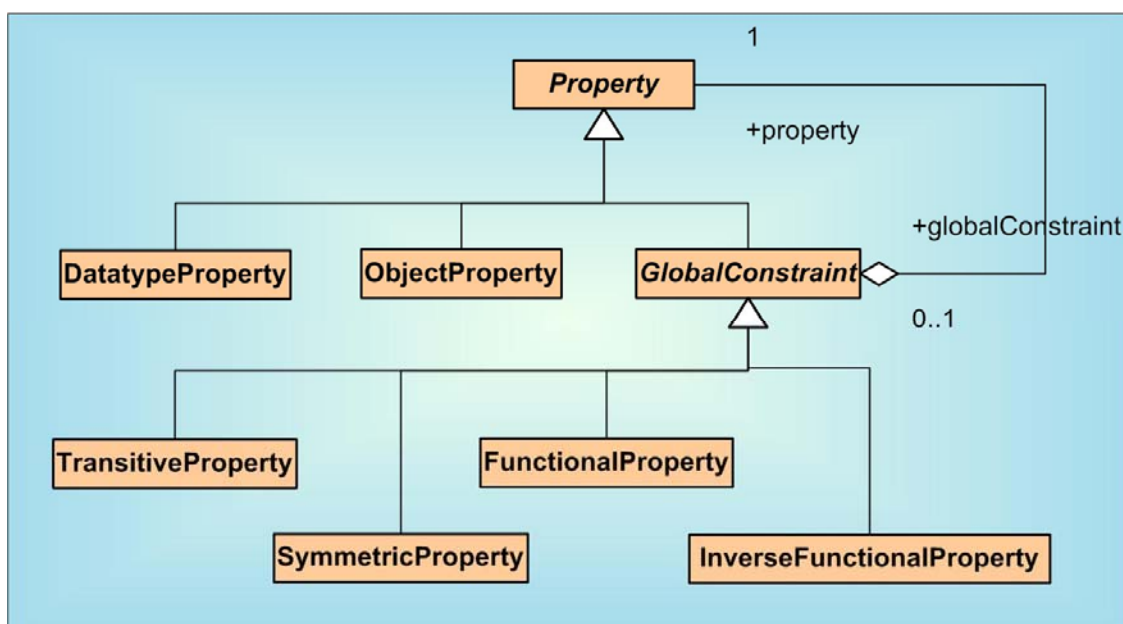 1
Property
+property
+globalConstraint
DatatypeProperty
ObjectProperty
GlobalConstraint
0..1
TransitiveProperty
FunctionalProperty
SymmetricProperty
InverseFunctionalProperty